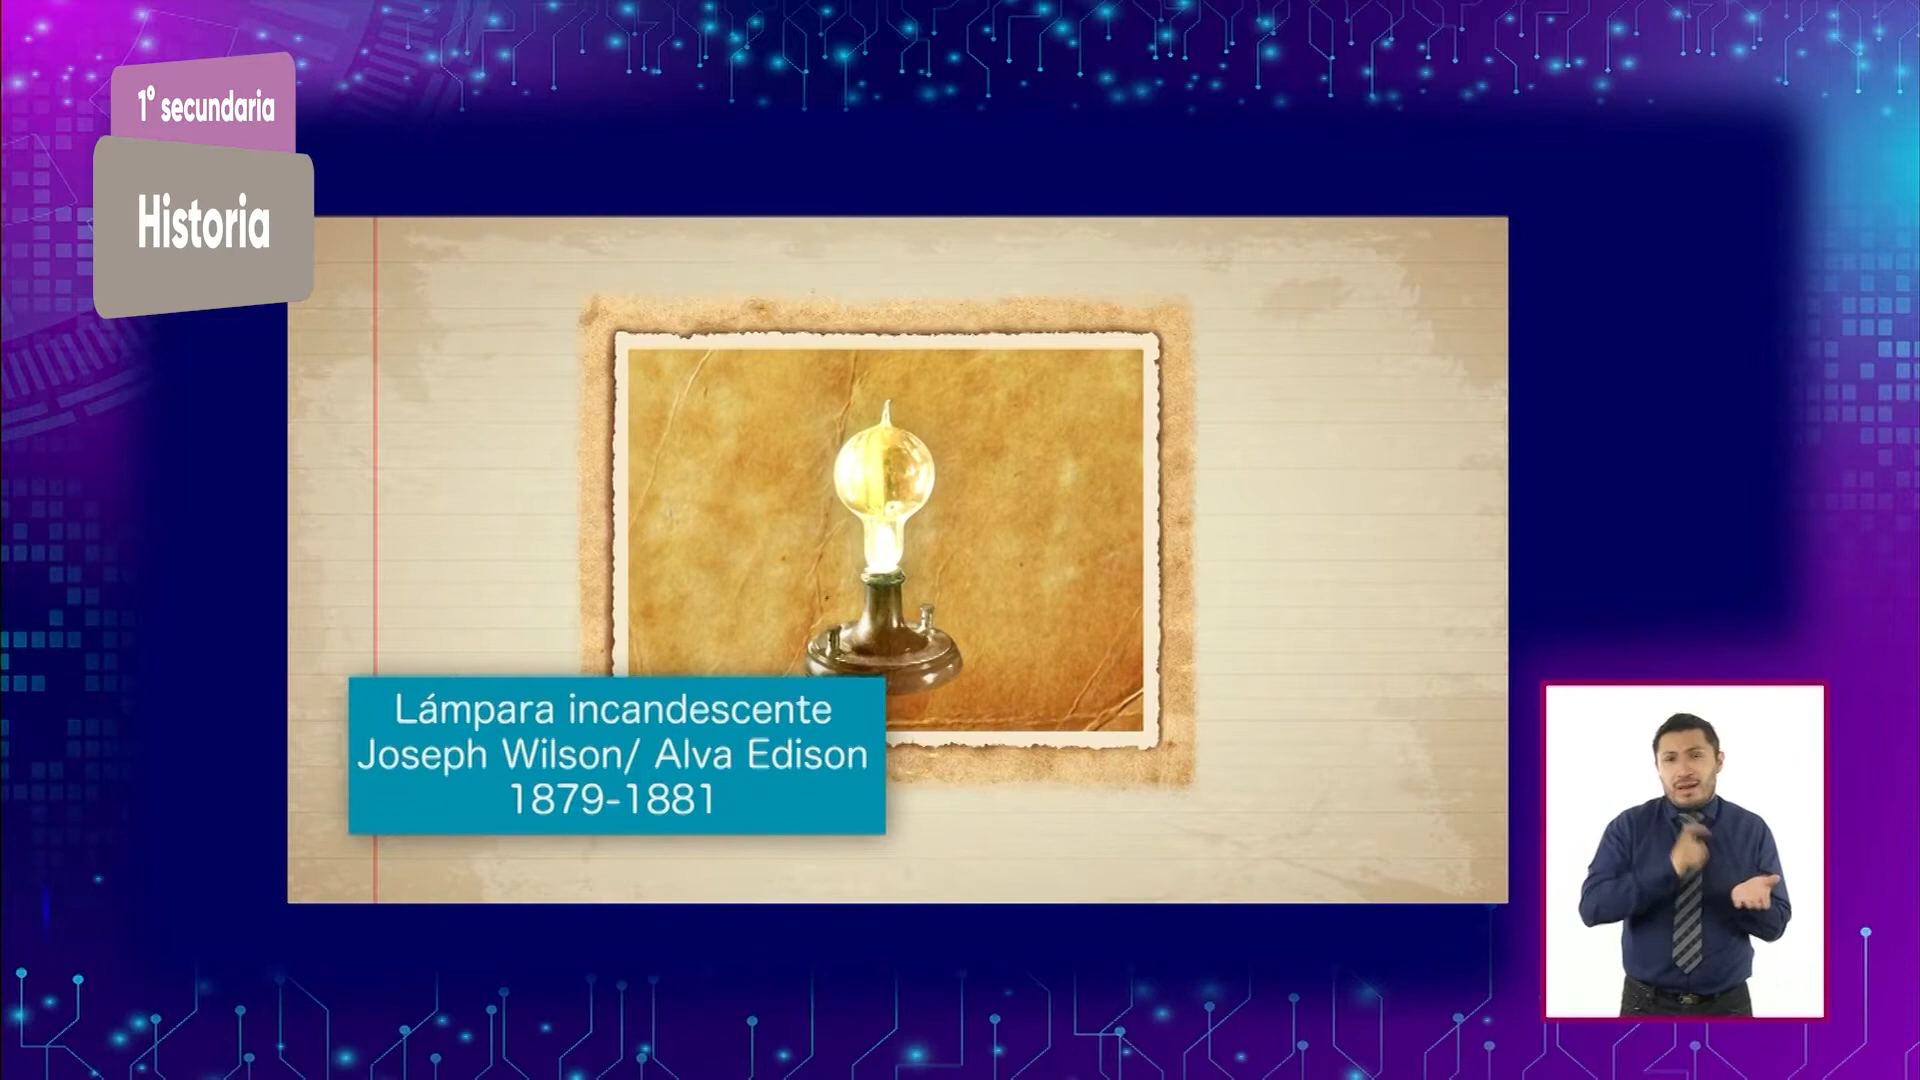 1° secundaria
Historia
Lámpara incandescente
Joseph Wilson/ Alva Edison
1879-1881